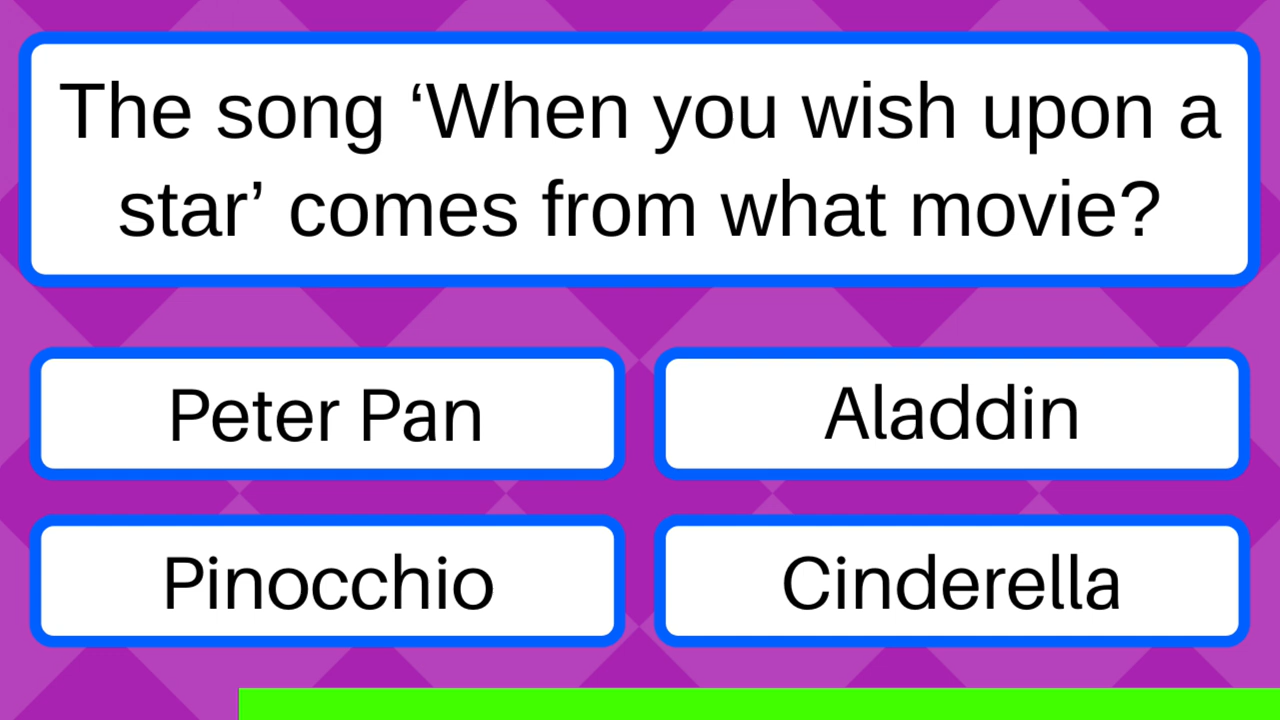 The song ‘When you wish upon a
star’ comes from what movie?
Peter Pan
Aladdin
Pinocchio
Cinderella